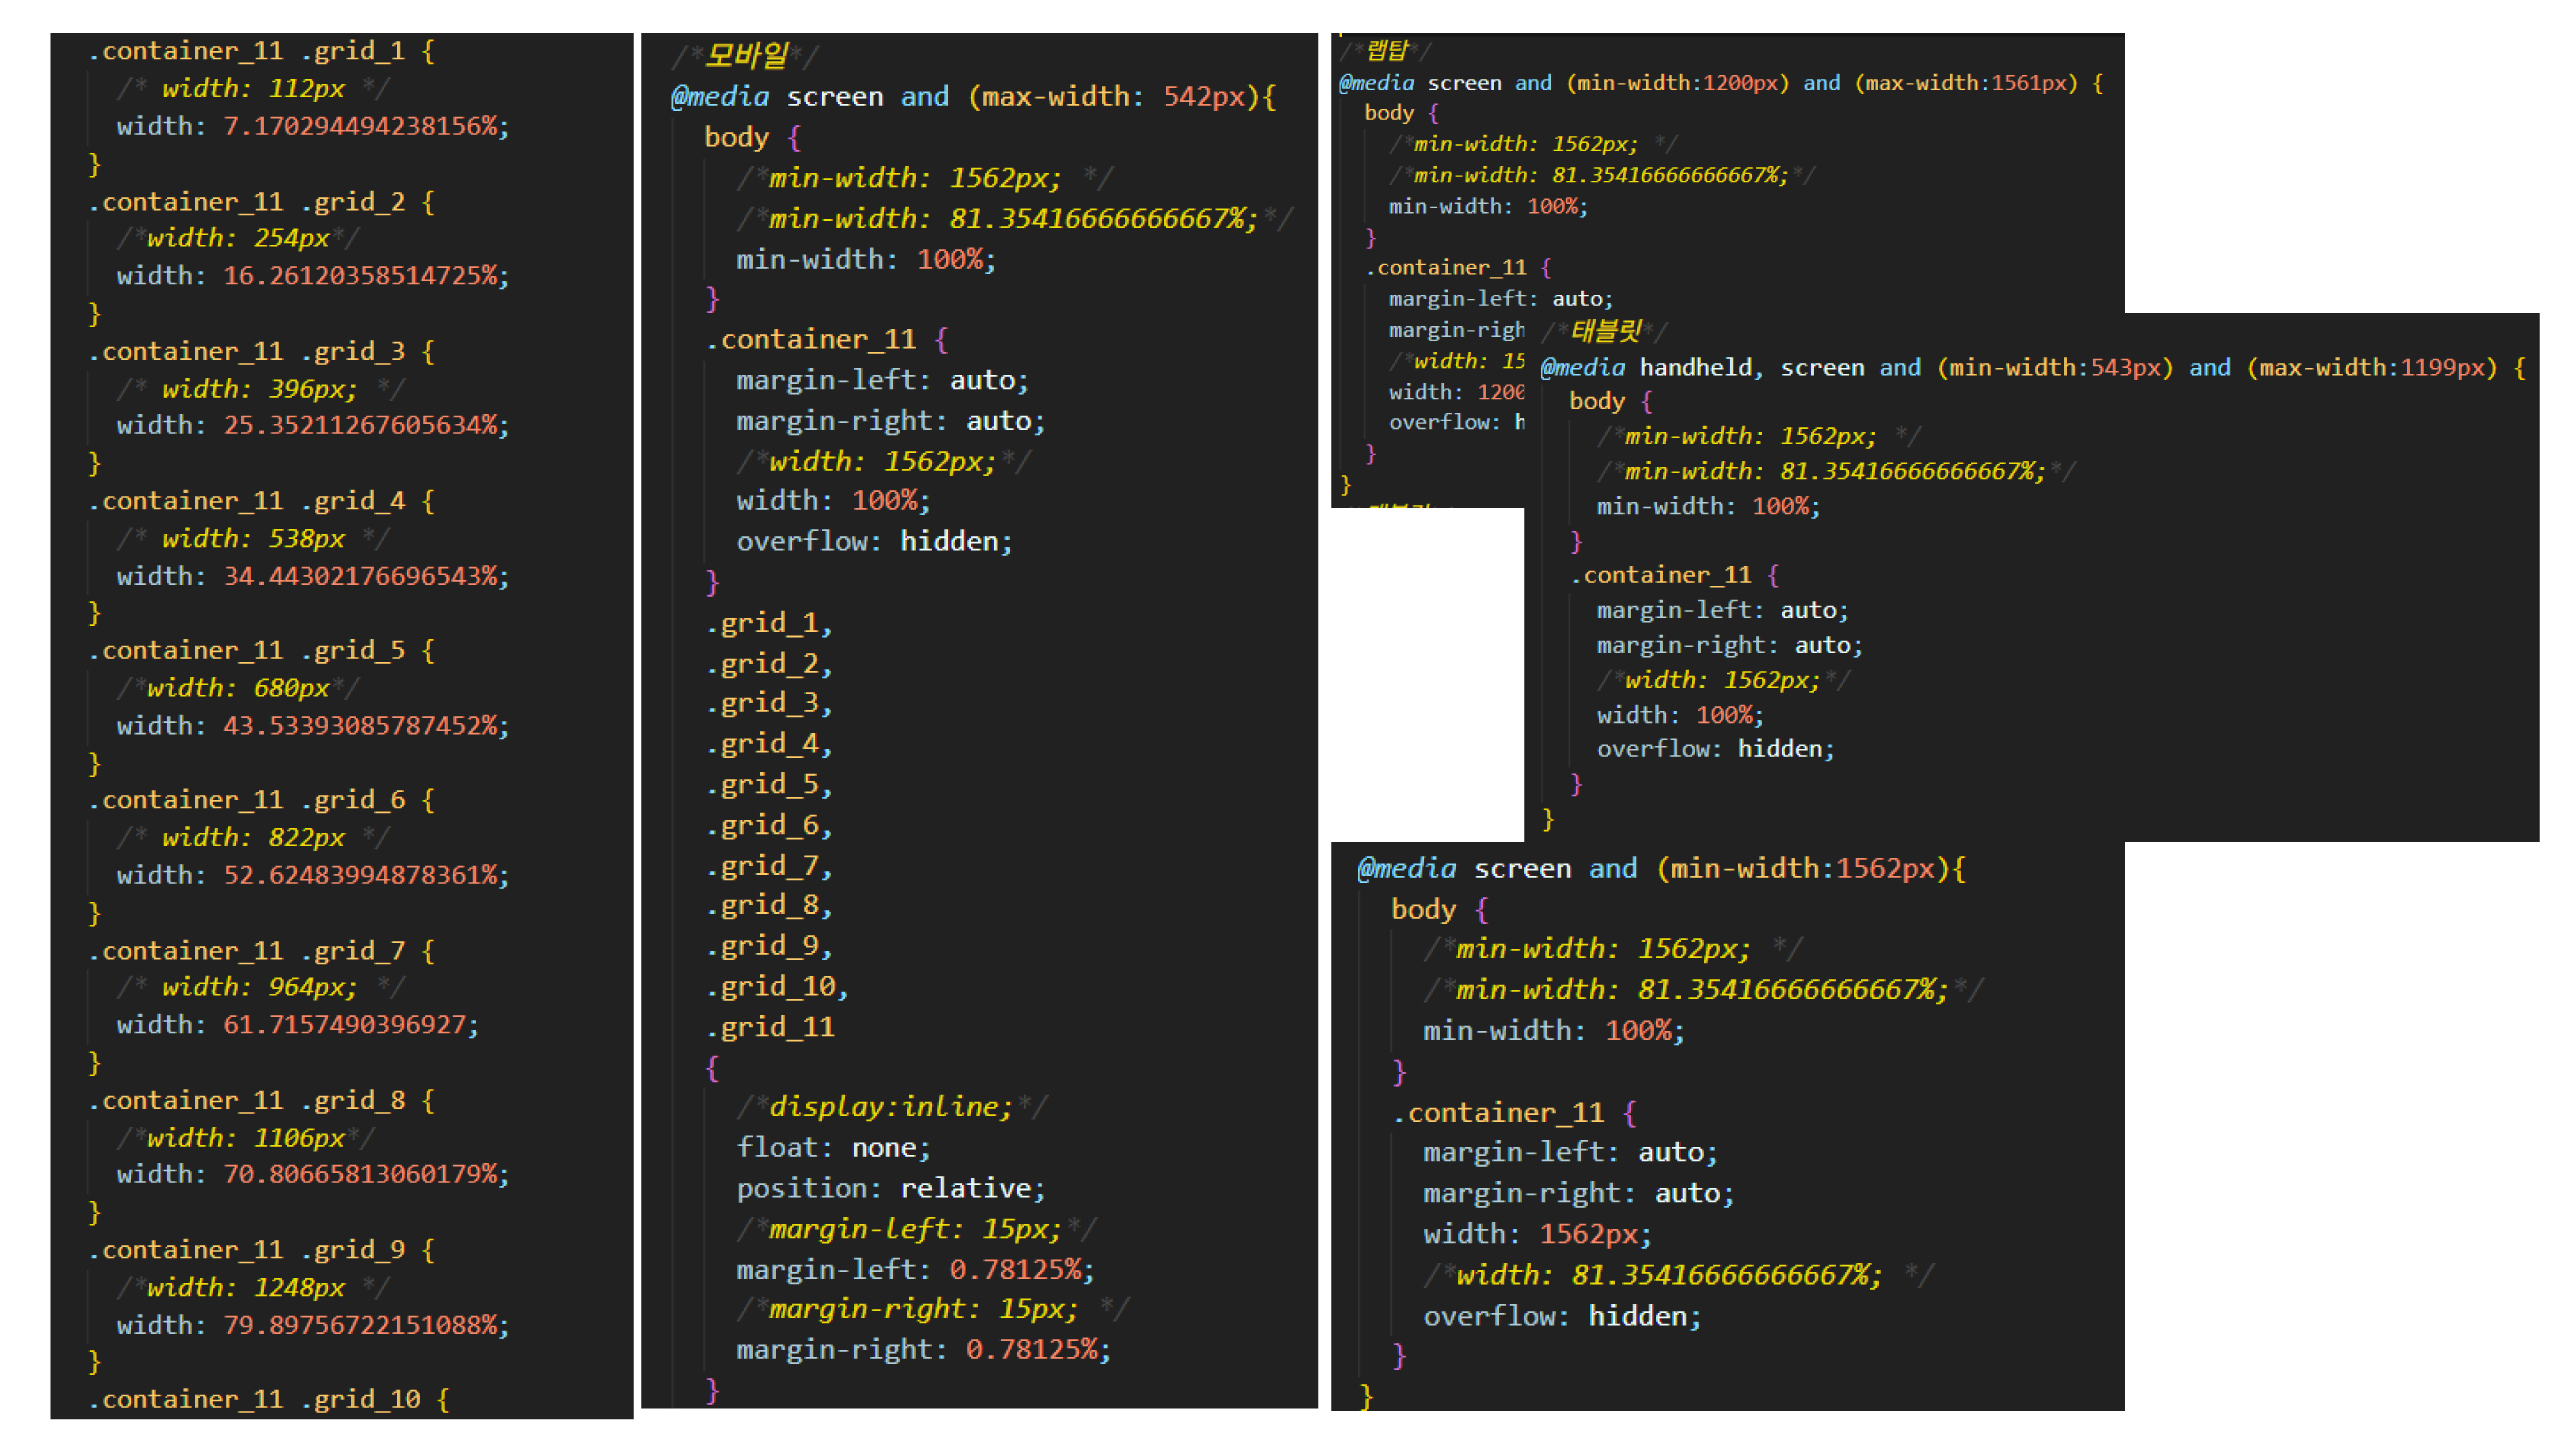 .container_11 .grid_1 {
/* width: 112px */
width: 7.170294494238156%;
}
.container_11 .grid_2 {
/*width: 254px*/
width: 16.26120358514725%;
}
.container_11 .grid_3 {
/* width: 396px; */
width: 25.35211267605634%;
}
.container_11 .grid_4 {
/* width: 538px */
width: 34.44302176696543%;
}
.container_11 .grid_5 {
/*width: 680px*/
width: 43.53393085787452%;
}
.container_11 .grid_6 {
/* width: 822px */
width: 52.62483994878361%;
}
.container_11 .grid_7 {
/* width: 964px; */
width: 61.7157490396927;
}
.container_11 .grid_8 {
/*width: 1106px*/
width: 70.80665813060179%;
}
.container_11 .grid_9 {
/*width: 1248px */
width: 79.89756722151088%;
}
.container_11 .grid_10 {
/*모바일*/
@media screen and (max-width: 542px){
body {
/*min-width: 1562px; */
/*min-width: 81.35416666666667%;*/
min-width: 100%;
}
.container_11 {
margin-left: auto;
margin-right: auto;
/*width: 1562px;*/
width: 100%;
overflow: hidden;
}
.grid_1,
.grid_2,
.grid_3,
.grid_4,
.grid_5,
.grid_6,
.grid_7,
.grid_8,
.grid_9,
.grid_10,
.grid_11
{
/*display:inline;*/
float: none;
position: relative;
/*margin-left: 15px;*/
margin-left: 0.78125%;
/*margin-right: 15px; */
margin-right: 0.78125%;
}
/*랩탑*/
@media screen and (min-width:1200px) and (max-width:1561px) {
body {
/*min-width: 1562px; */
/*min-width: 81.35416666666667%;*/
min-width: 100%;
}
.container_11 {
margin-left: auto;
margin-righ
/*width: 15
width: 1200
overflow: h
}
}
/*태블릿*/
@media handheld, screen and (min-width:543px) and (max-width:1199px) {
body {
/*min-width: 1562px; */
/*min-width: 81.35416666666667%;*/
min-width: 100%;
}
.container_11 {
margin-left: auto;
margin-right: auto;
/*width: 1562px;*/
width: 100%;
overflow: hidden;
}
}
@media screen and (min-width:1562px){
body {
/*min-width: 1562px; */
/*min-width: 81.35416666666667%;*/
min-width: 100%;
}
.container_11 {
margin-left: auto;
margin-right: auto;
width: 1562px;
/*width: 81.35416666666667%; */
overflow: hidden;
}
}